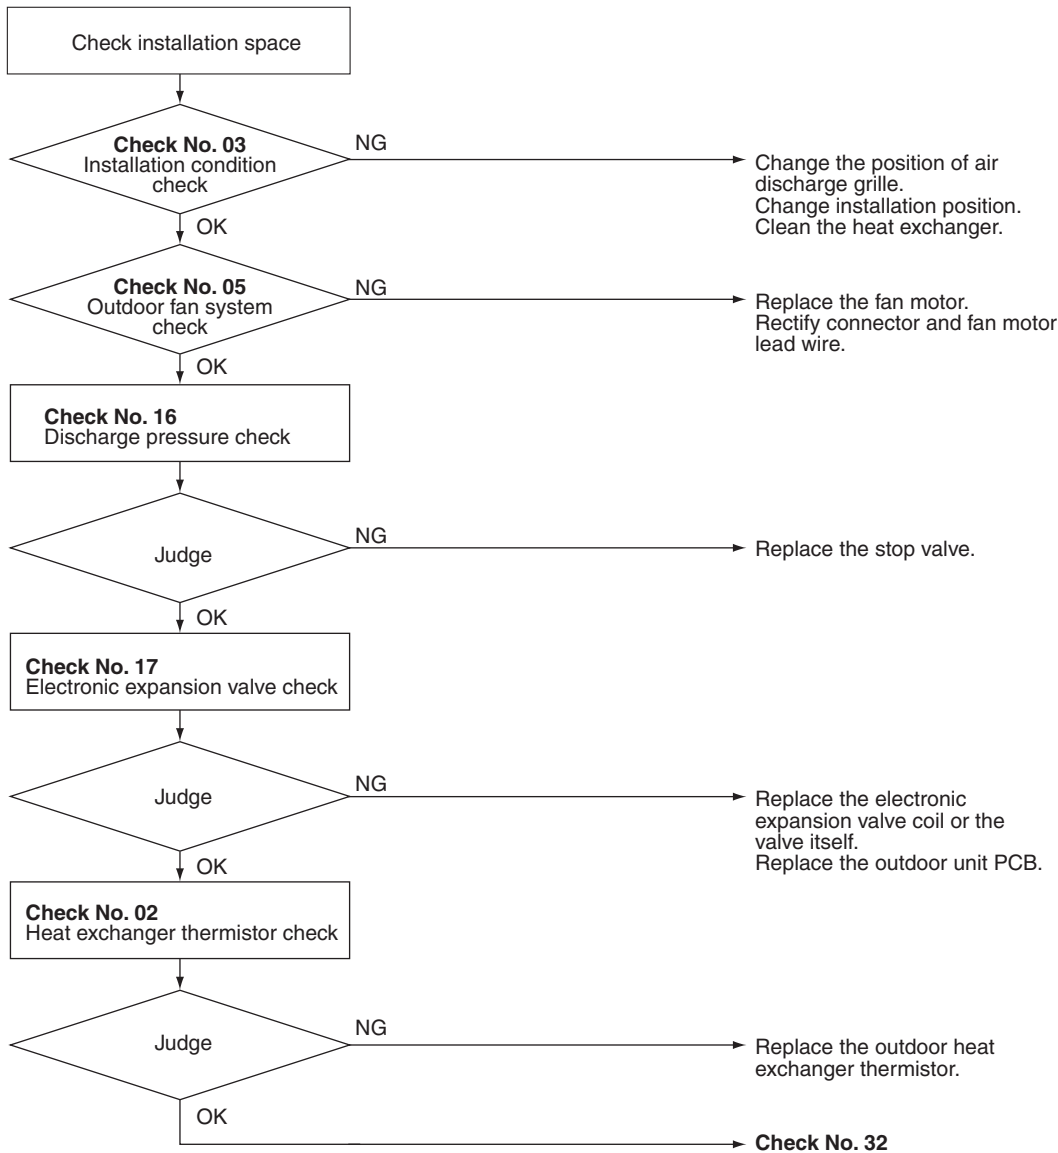 Check installation space
Check No. 03
Installation condition
check
NG
Change the position of air
discharge grille.
Change installation position.
Clean the heat exchanger.
OK
Check No. 05
Outdoor fan system
check
NG
Replace the fan motor.
Rectify connector and fan motor
lead wire.
OK
Check No. 16
Discharge pressure check
Judge
NG
Replace the stop valve.
OK
Check No. 17
Electronic expansion valve check
Judge
NG
Replace the electronic
expansion valve coil or the
valve itself.
Replace the outdoor unit PCB.
OK
Check No. 02
Heat exchanger thermistor check
Judge
NG
Replace the outdoor heat
exchanger thermistor.
OK
Check No. 32